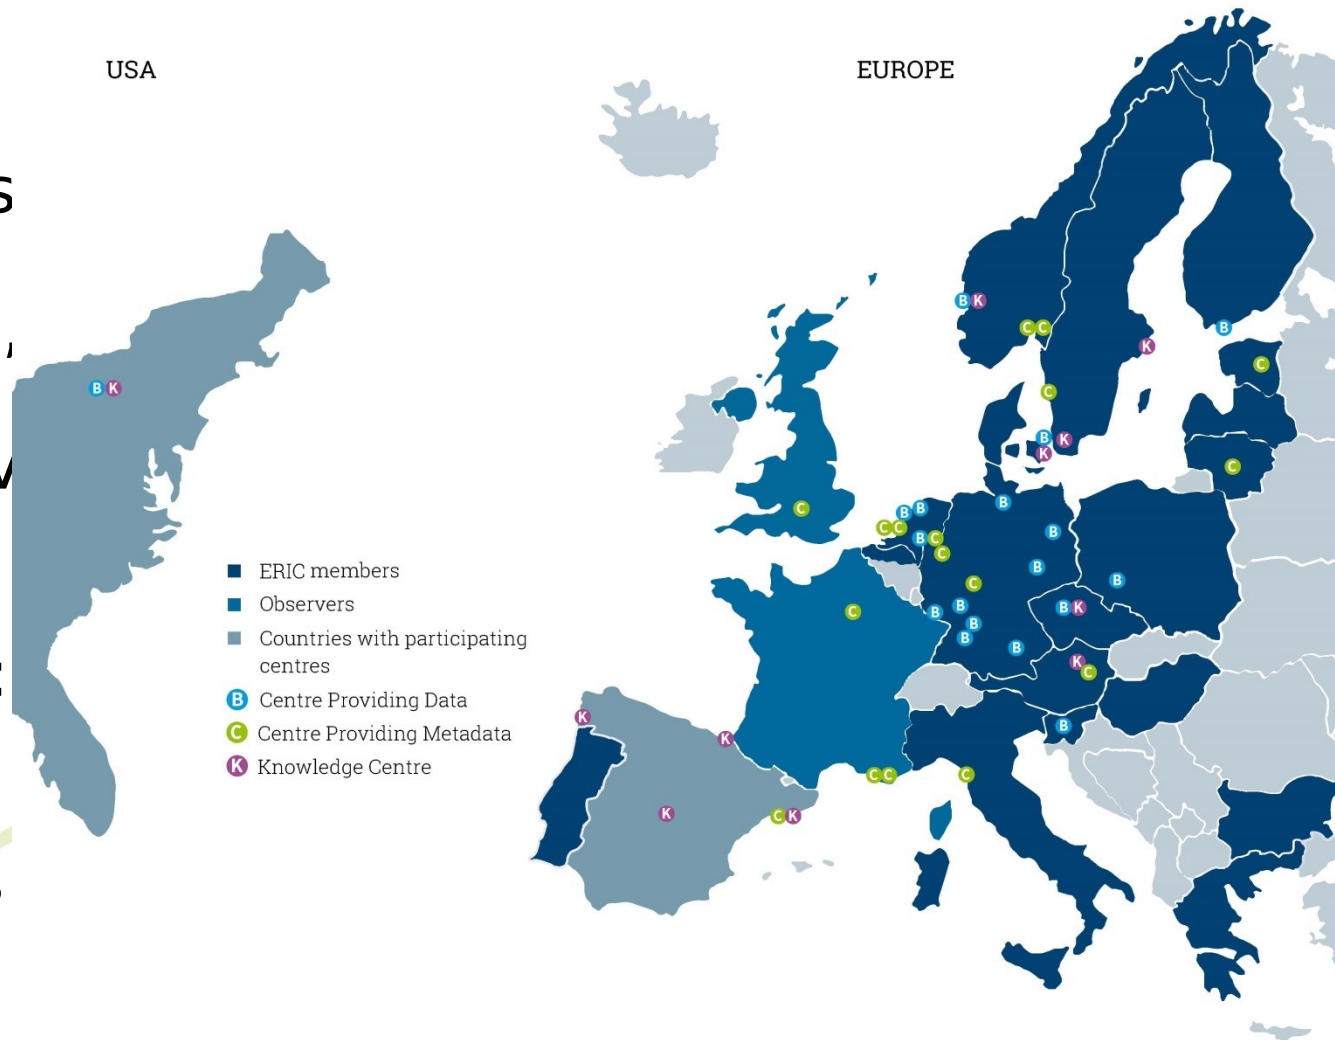 USA
EUROPE
s
B K
C C
B
K
C
B K
C
B K
K
C
C
B B
B
C C
B C
B
C
B
C
B
B
B K
C
B
B
B
B
B
K
C
B
K
K
C C
C
K
C K
ERIC members
Observers
Countries with participating
centres
B Centre Providing Data
C Centre Providing Metadata
K Knowledge Centre